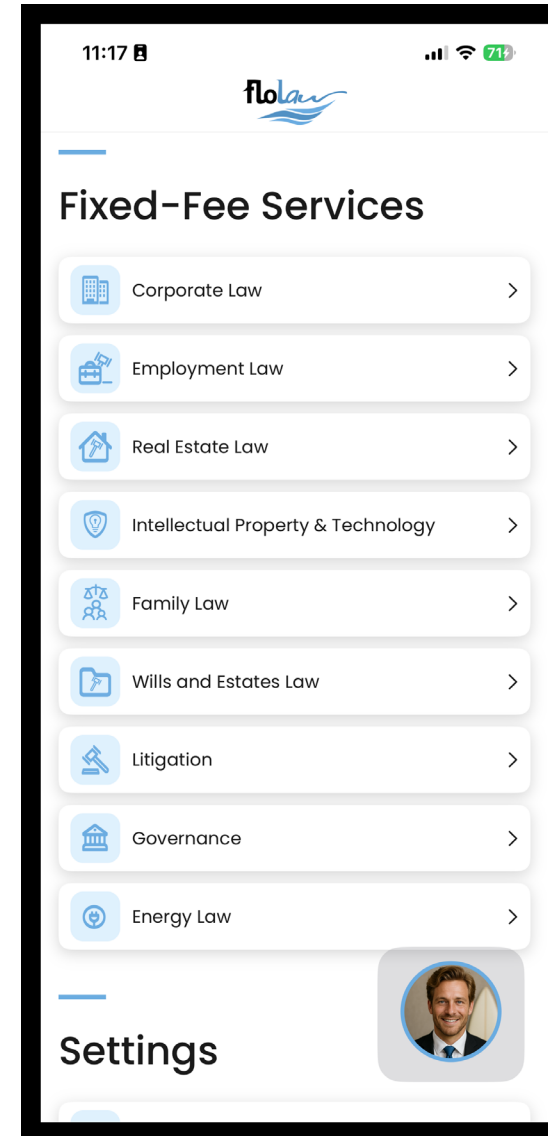 11:17
71
flolaw
Fixed-Fee Services
Corporate Law
Employment Law
Real Estate Law
Intellectual Property & Technology
Family Law
Wills and Estates Law
Litigation
Governance
Energy Law
Settings